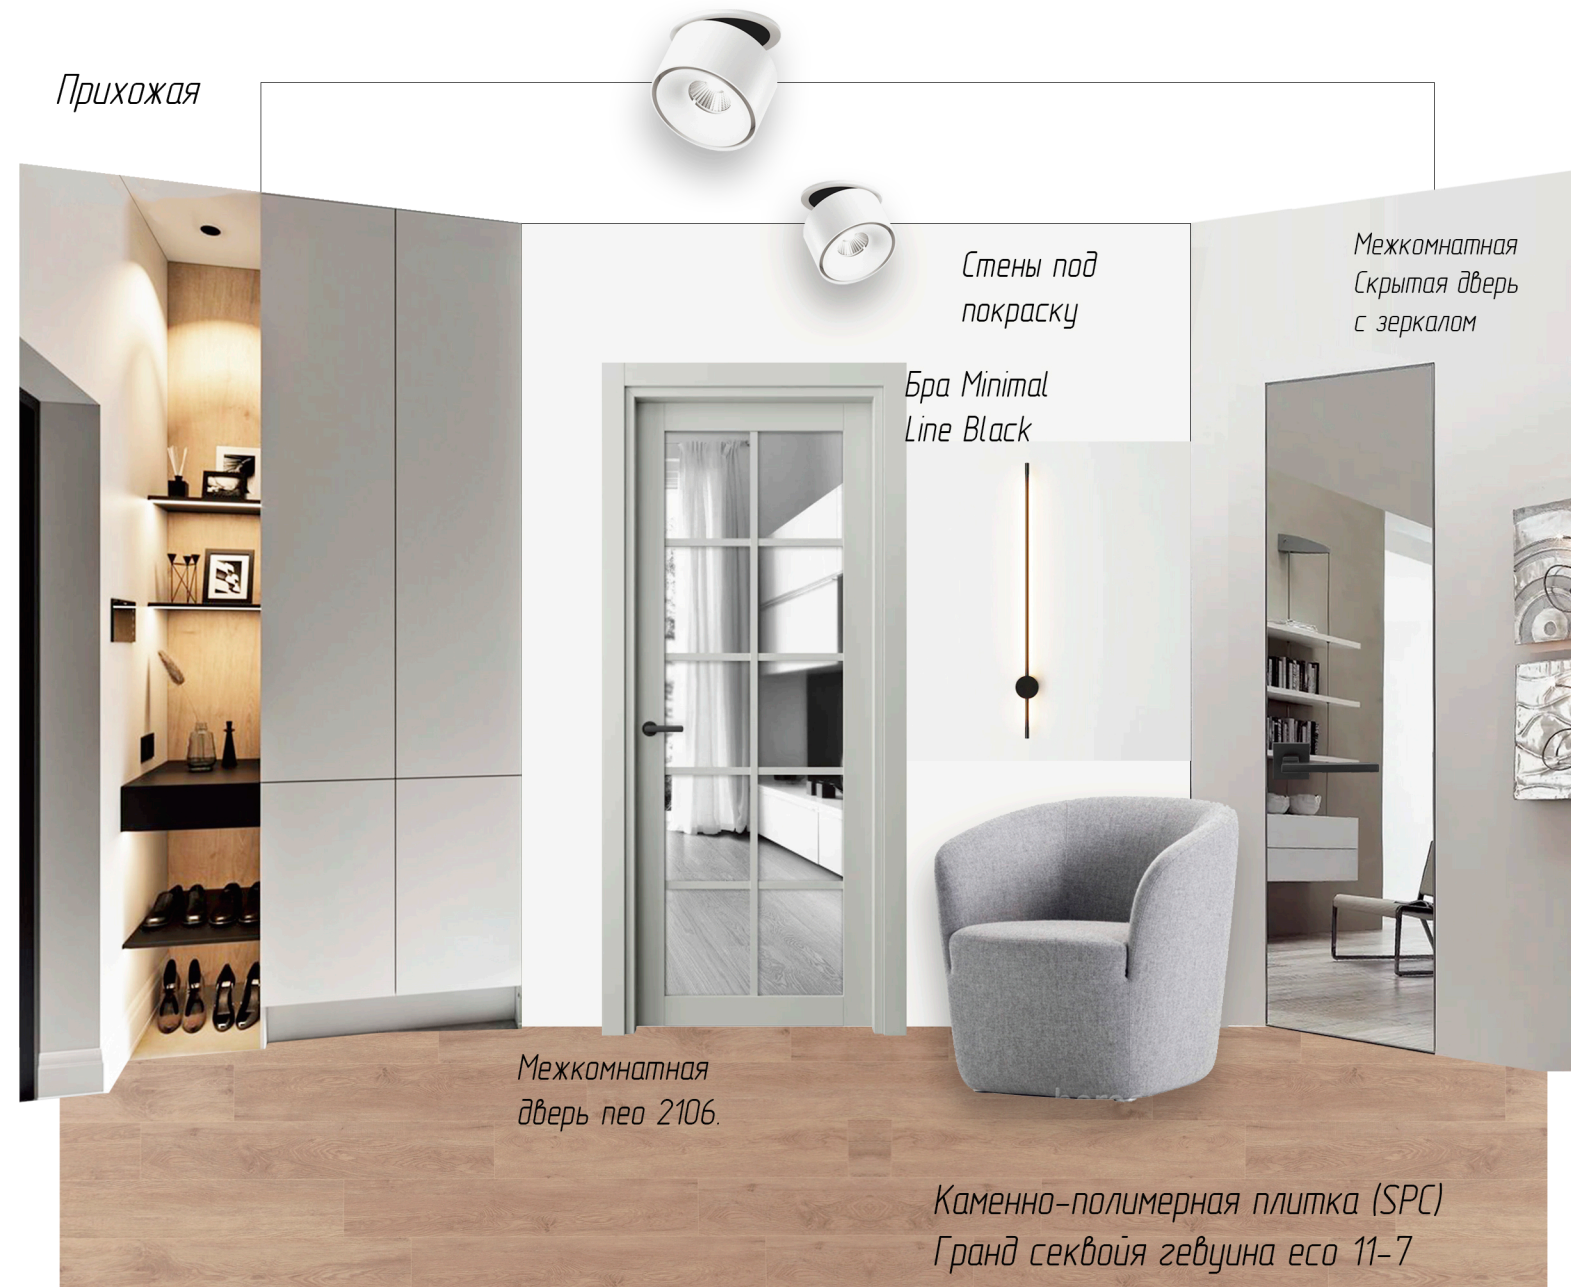 Прихожая
Стены под
покраску
Межкомнатная
Скрытая дверь
с зеркалом
Бра Minimal
Line Black
Межкомнатная
дверь neo 2106.
Каменно-полимерная плитка (SPC)
Гранд секвойя гевуина eco 11-7